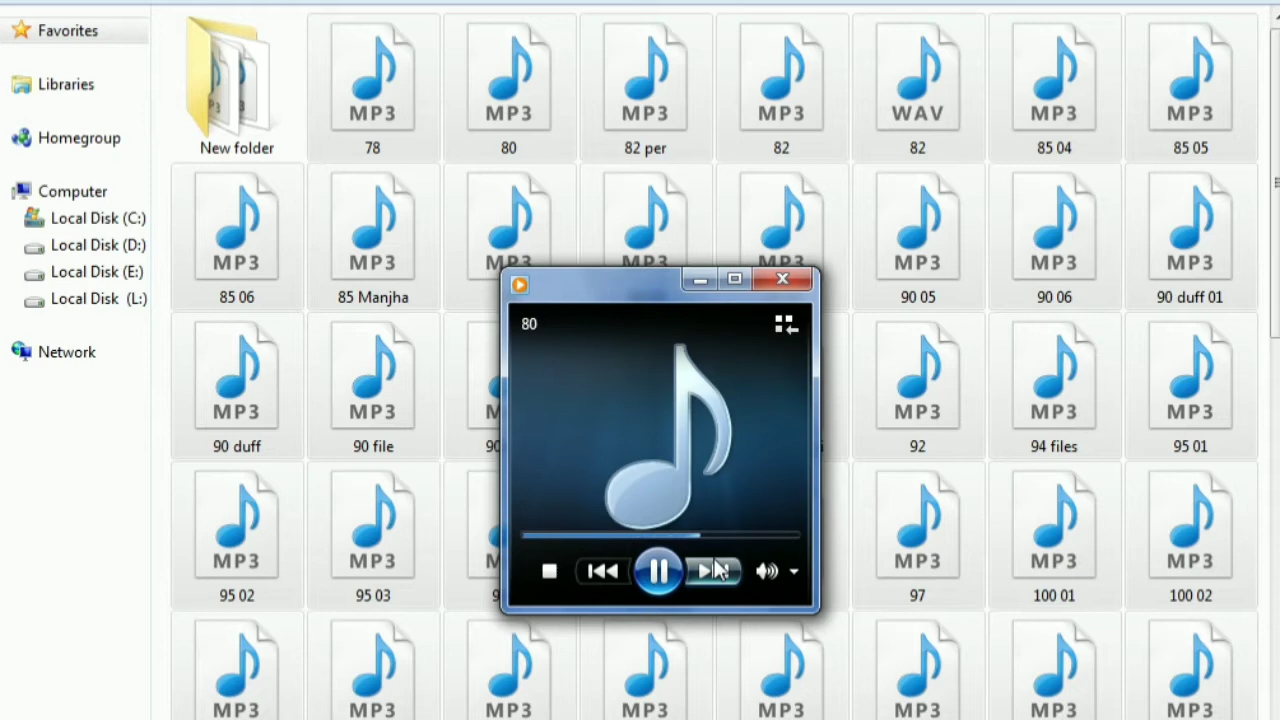 Favorites
Libraries
Homegroup
Computer
Local Disk (C:)
Local Disk (D:)
Local Disk (E:)
Local Disk (L:)
Network
MP3 MP3 MP3 MP3 WAV MP3 MP3
New folder 78 80 82 per 82 82 85 04 85 05
MP3 MP3 MP3 MP3 MP3 MP3 MP3 MP3
85 06 85 Manjha 90 05 90 06 90 duff 01
80
MP3 MP3 MP3 MP3 MP3
90 duff 90 file 92 94 files 95 01
MP3 MP3 MP3 MP3 MP3
95 02 95 03 97 100 01 100 02
MP3 MP3 MP3 MP3 MP3 MP3 MP3 MP3